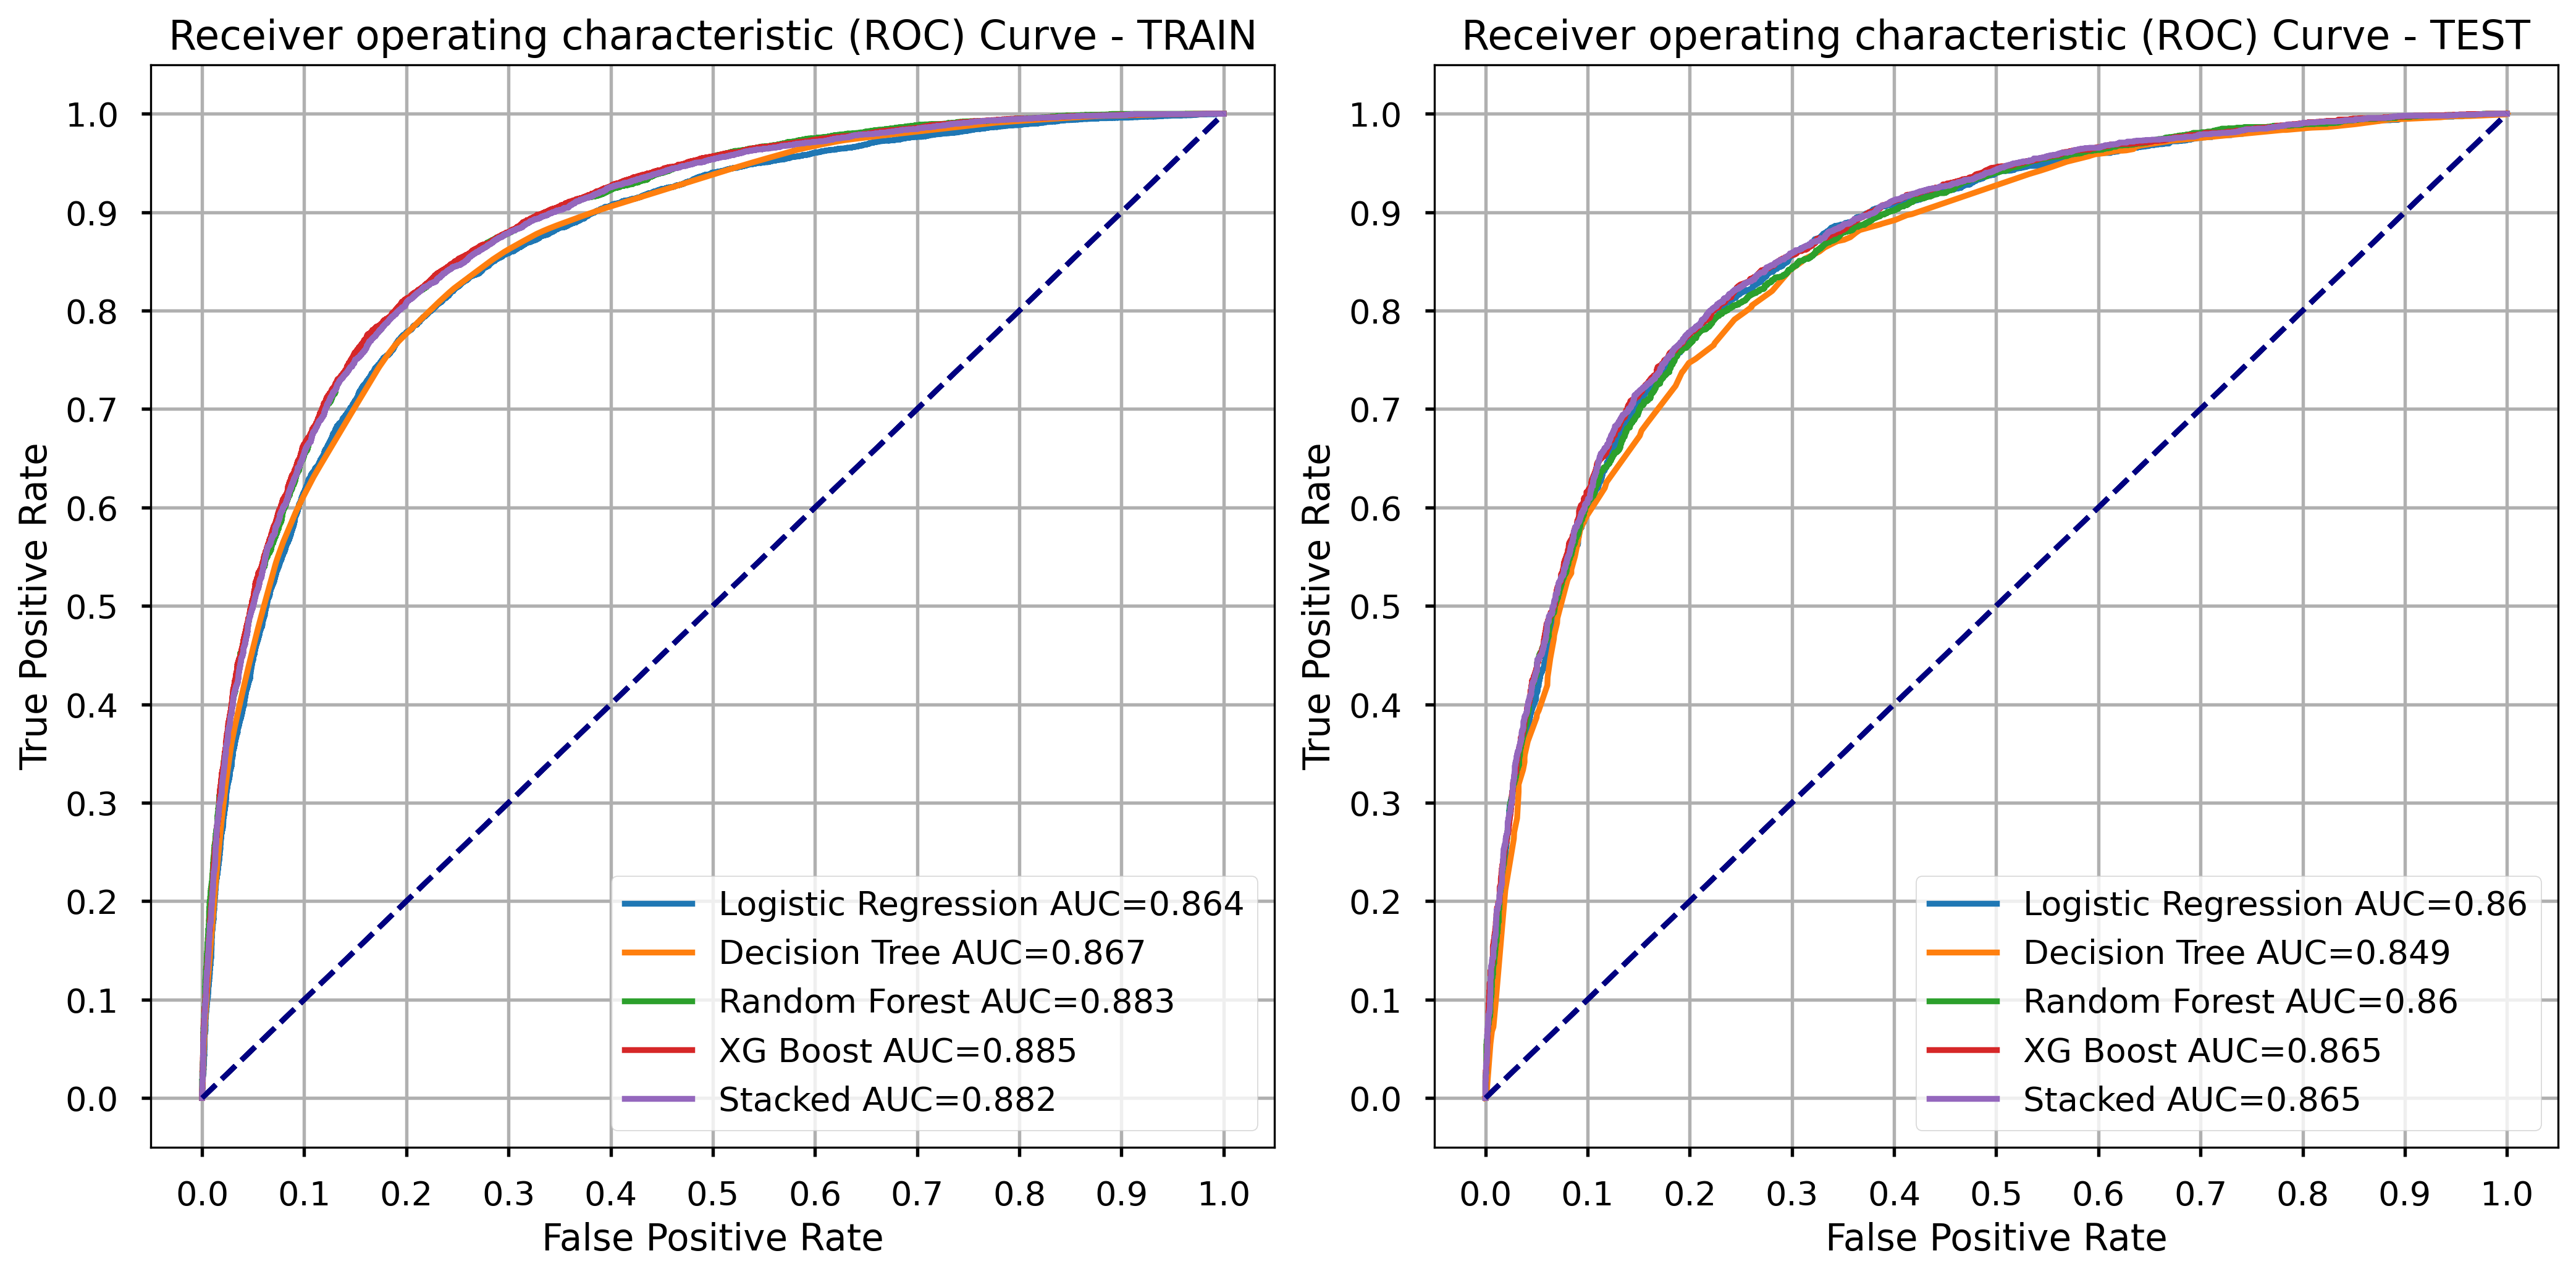 Receiver operating characteristic (ROC) Curve - TRAIN
1.0
0.9
0.8
0.7
0.6
0.5
0.4
0.3
0.2
0.1
0.0
True Positive Rate
Logistic Regression AUC=0.864
Decision Tree AUC=0.867
Random Forest AUC=0.883
XG Boost AUC=0.885
Stacked AUC=0.882
0.0 0.1 0.2 0.3 0.4 0.5 0.6 0.7 0.8 0.9 1.0
False Positive Rate
Receiver operating characteristic (ROC) Curve - TEST
1.0
0.9
0.8
0.7
0.6
0.5
0.4
0.3
0.2
0.1
0.0
True Positive Rate
Logistic Regression AUC=0.86
Decision Tree AUC=0.849
Random Forest AUC=0.86
XG Boost AUC=0.865
Stacked AUC=0.865
0.0 0.1 0.2 0.3 0.4 0.5 0.6 0.7 0.8 0.9 1.0
False Positive Rate